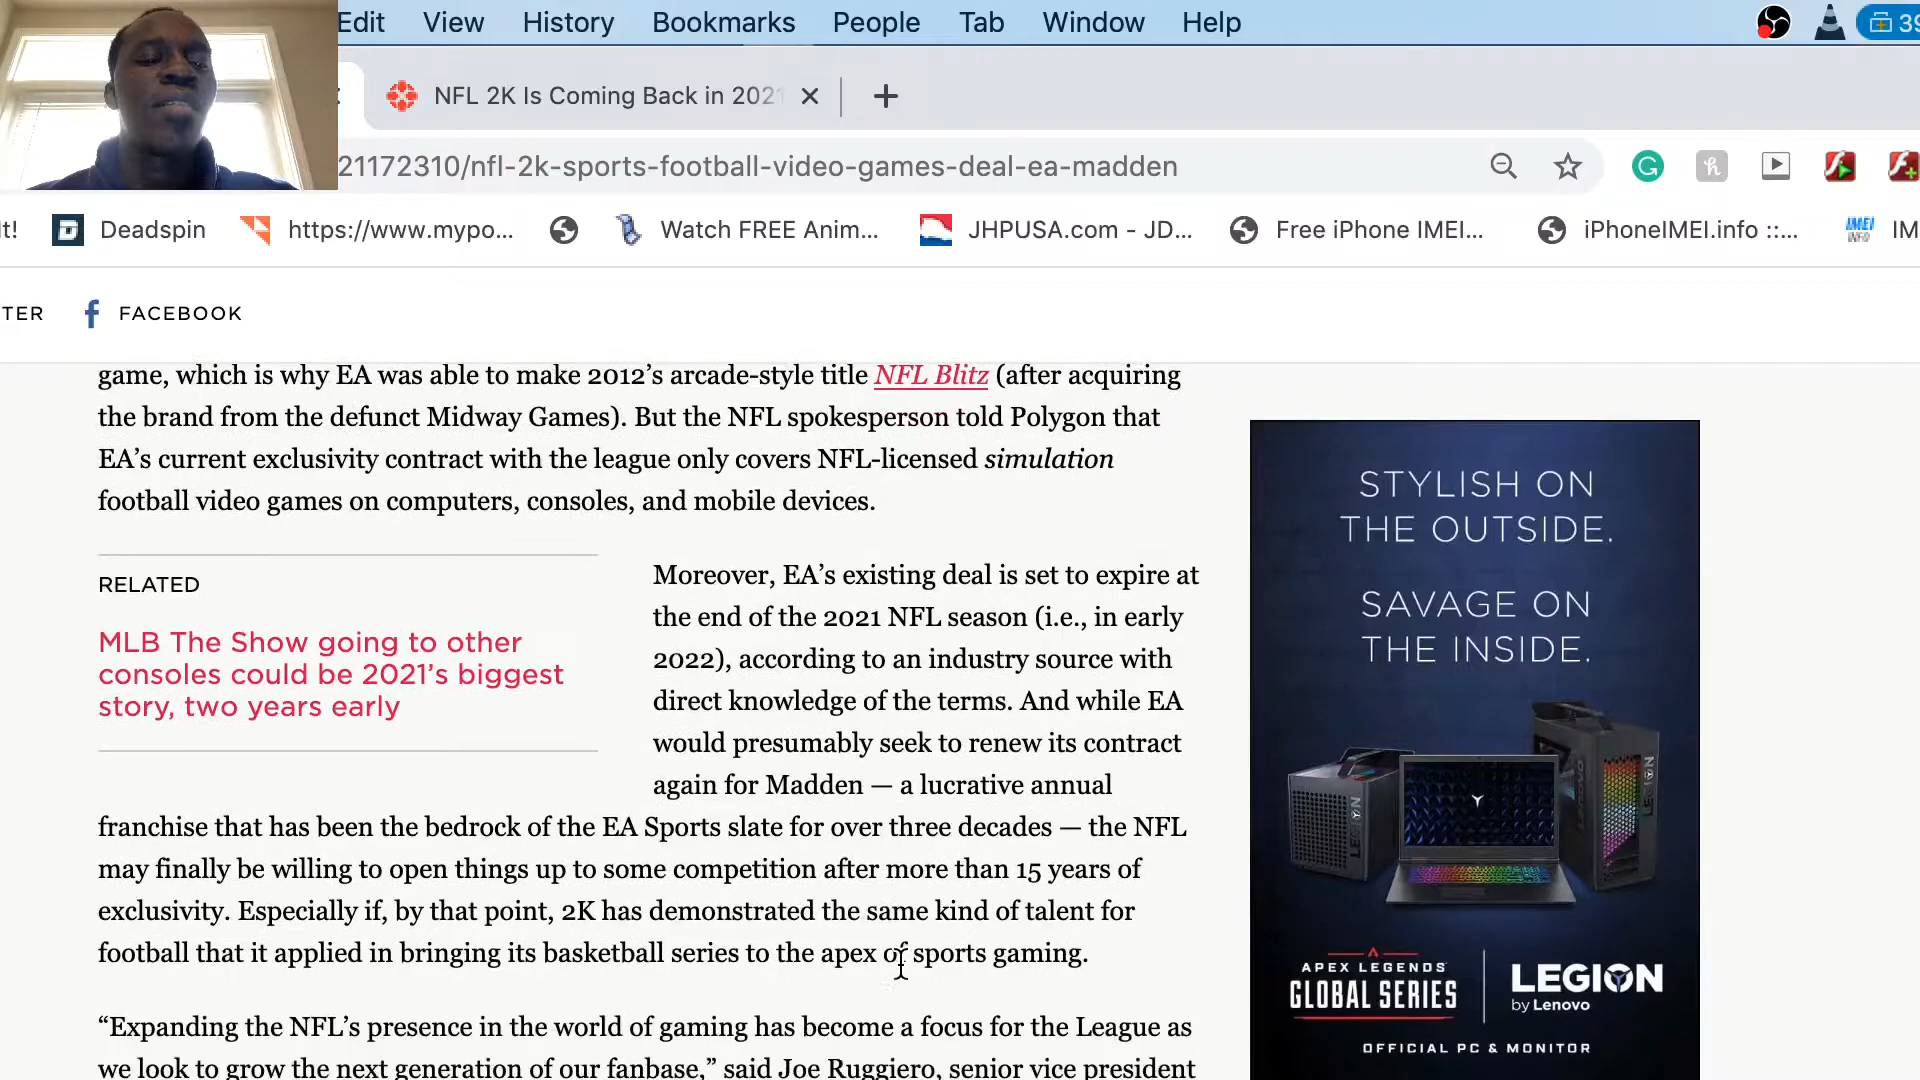 Edit View History Bookmarks People Tab Window Help
NFL 2K Is Coming Back in 2021
21172310/nfl-2k-sports-football-video-games-deal-ea-madden
t! Deadspin https://www.mypo... Watch FREE Anim... JHPUSA.com - JD... Free iPhone IMEI... iPhoneIMEI.info ::... IMEI INFO IM
TER FACEBOOK
game, which is why EA was able to make 2012’s arcade-style title NFL Blitz (after acquiring
the brand from the defunct Midway Games). But the NFL spokesperson told Polygon that
EA’s current exclusivity contract with the league only covers NFL-licensed simulation
football video games on computers, consoles, and mobile devices.
RELATED
MLB The Show going to other
consoles could be 2021’s biggest
story, two years early
Moreover, EA’s existing deal is set to expire at
the end of the 2021 NFL season (i.e., in early
2022), according to an industry source with
direct knowledge of the terms. And while EA
would presumably seek to renew its contract
again for Madden — a lucrative annual
franchise that has been the bedrock of the EA Sports slate for over three decades — the NFL
may finally be willing to open things up to some competition after more than 15 years of
exclusivity. Especially if, by that point, 2K has demonstrated the same kind of talent for
football that it applied in bringing its basketball series to the apex of sports gaming.
“Expanding the NFL’s presence in the world of gaming has become a focus for the League as
we look to grow the next generation of our fanbase,” said Joe Ruggiero, senior vice president
STYLISH ON
THE OUTSIDE.
SAVAGE ON
THE INSIDE.
APEX LEGENDS
GLOBAL SERIES
LEGION
by Lenovo
OFFICIAL PC & MONITOR